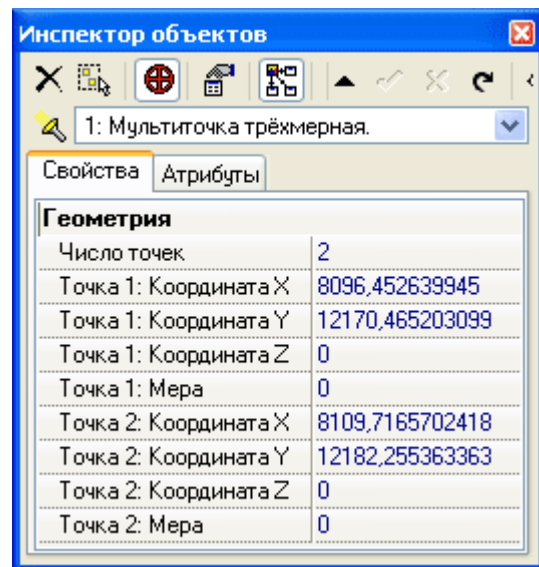 Инспектор объектов
1: Мультиточка трёхмерная.
Свойства Атрибуты
Геометрия
Число точек 2
Точка 1: Координата X 8096,452639945
Точка 1: Координата Y 12170,465203099
Точка 1: Координата Z 0
Точка 1: Мера 0
Точка 2: Координата X 8109,7165702418
Точка 2: Координата Y 12182,255363363
Точка 2: Координата Z 0
Точка 2: Мера 0